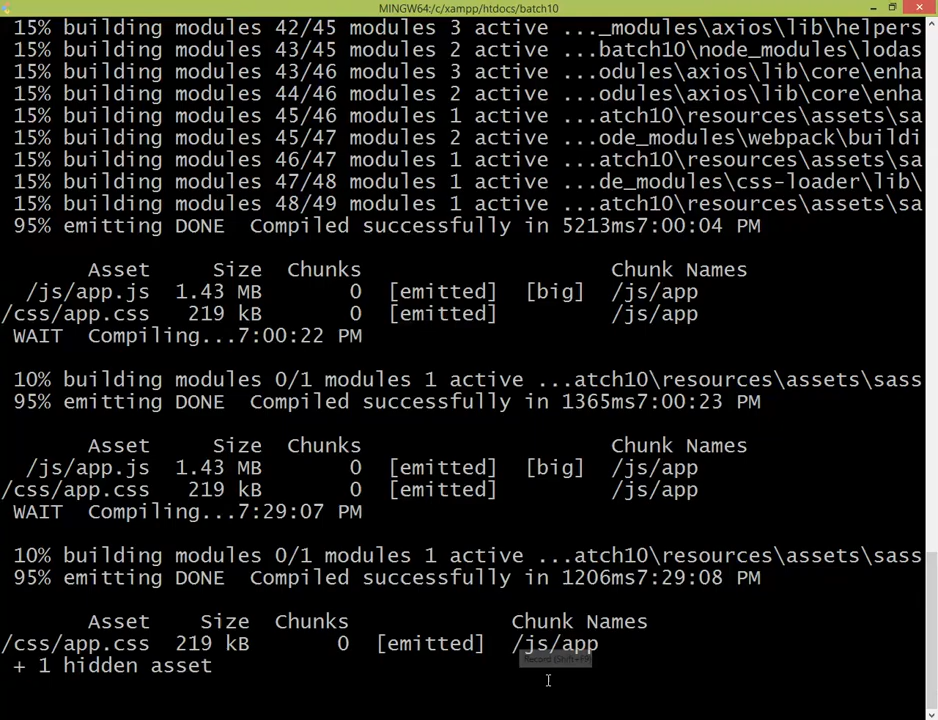 MINGW64:/c/xampp/htdocs/batch10
15% building modules 42/45 modules 3 active ..._modules\axios\lib\helpers
15% building modules 43/45 modules 2 active ...batch10\node_modules\lodas
15% building modules 43/46 modules 3 active ...odules\axios\lib\core\enha
15% building modules 44/46 modules 2 active ...odules\axios\lib\core\enha
15% building modules 45/46 modules 1 active ...atch10\resources\assets\sa
15% building modules 45/47 modules 2 active ...ode_modules\webpack\buildi
15% building modules 46/47 modules 1 active ...atch10\resources\assets\sa
15% building modules 47/48 modules 1 active ...de_modules\css-loader\lib\
15% building modules 48/49 modules 1 active ...atch10\resources\assets\sa
95% emitting DONE  Compiled successfully in 5213ms7:00:04 PM
Asset Size Chunks Chunk Names
/js/app.js 1.43 MB 0 [emitted] [big] /js/app
/css/app.css 219 kB 0 [emitted] /js/app
WAIT  Compiling...7:00:22 PM
10% building modules 0/1 modules 1 active ...atch10\resources\assets\sass
95% emitting DONE  Compiled successfully in 1365ms7:00:23 PM
Asset Size Chunks Chunk Names
/js/app.js 1.43 MB 0 [emitted] [big] /js/app
/css/app.css 219 kB 0 [emitted] /js/app
WAIT  Compiling...7:29:07 PM
10% building modules 0/1 modules 1 active ...atch10\resources\assets\sass
95% emitting DONE  Compiled successfully in 1206ms7:29:08 PM
Asset Size Chunks Chunk Names
/css/app.css 219 kB 0 [emitted] /js/app
Record (Shift+F9)
+ 1 hidden asset